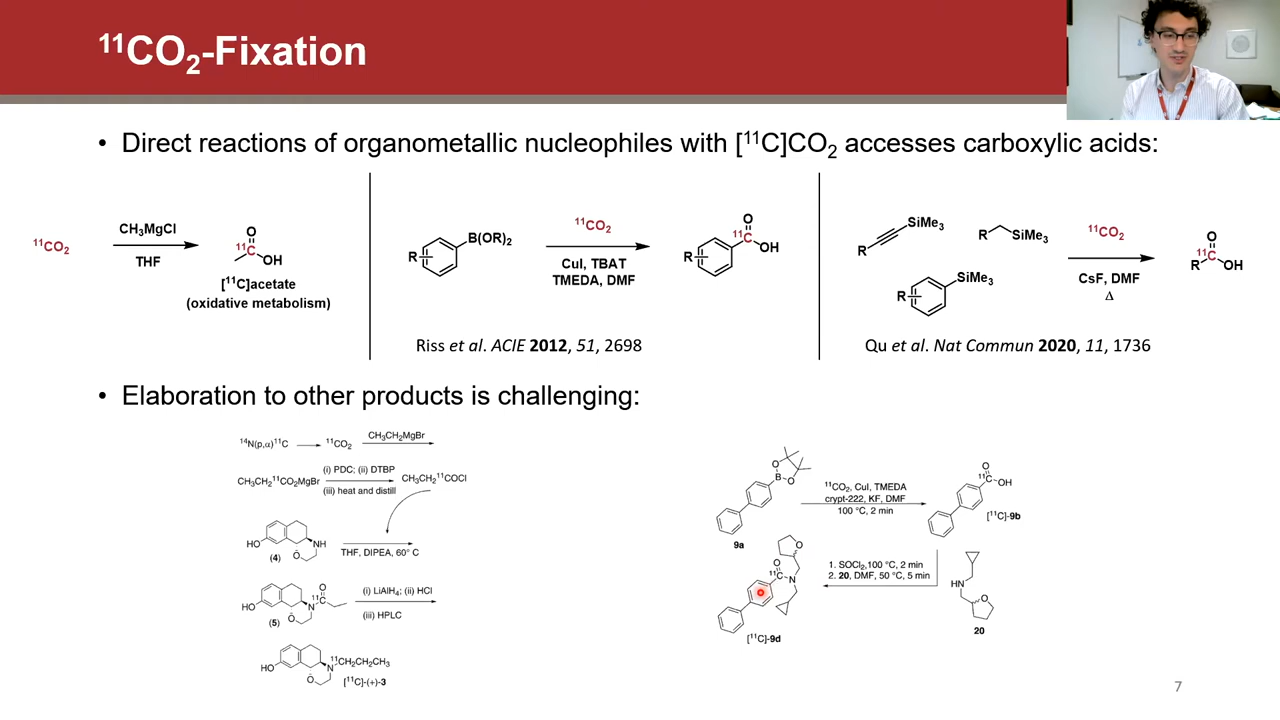 ¹¹CO₂-Fixation
• Direct reactions of organometallic nucleophiles with [¹¹C]CO₂ accesses carboxylic acids:
¹¹CO₂
CH₃MgCl
THF
O
¹¹C
OH
[¹¹C]acetate
(oxidative metabolism)
R
B(OR)₂
¹¹CO₂
CuI, TBAT
TMEDA, DMF
R
O
¹¹C
OH
Riss et al. ACIE 2012, 51, 2698
R
SiMe₃
R
SiMe₃
R
SiMe₃
¹¹CO₂
CsF, DMF
Δ
O
¹¹C
R
OH
Qu et al. Nat Commun 2020, 11, 1736
• Elaboration to other products is challenging:
¹⁴N(p,α)¹¹C
¹¹CO₂
CH₃CH₂MgBr
CH₃CH₂¹¹CO₂MgBr
(i) PDC; (ii) DTBP
(iii) heat and distill
CH₃CH₂¹¹COCl
HO
NH
O
(4)
THF, DIPEA, 60° C
HO
N
¹¹C
O
O
(5)
(i) LiAlH₄; (ii) HCl
(iii) HPLC
HO
N
¹¹CH₂CH₂CH₃
O
[¹¹C]-(+)-3
B
O
O
9a
¹¹CO₂, CuI, TMEDA
crypt-222, KF, DMF
100 °C, 2 min
O
¹¹C
OH
[¹¹C]-9b
1. SOCl₂,100 °C, 2 min
2. 20, DMF, 50 °C, 5 min
HN
O
20
O
O
¹¹C
N
[¹¹C]-9d
7